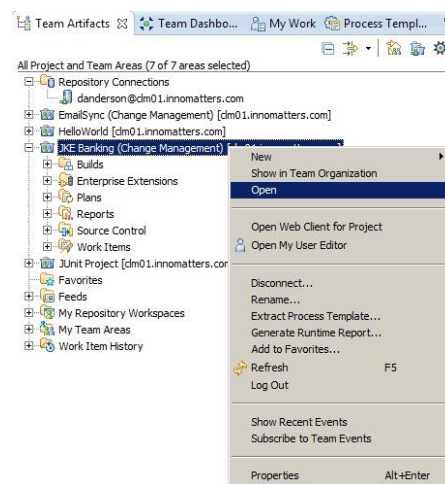 Team Artifacts Team Dashbo... My Work Process Templ...
All Project and Team Areas (7 of 7 areas selected)
Repository Connections
danderson@clm01.innomatters.com
EmailSync (Change Management) [clm01.innomatters.com]
HelloWorld [clm01.innomatters.com]
JKE Banking (Change Management)
Builds
Enterprise Extensions
Plans
Reports
Source Control
Work Items
JUnit Project [clm01.innomatters.com
Favorites
Feeds
My Repository Workspaces
My Team Areas
Work Item History
New
Show in Team Organization
Open
Open Web Client for Project
Open My User Editor
Disconnect...
Rename...
Extract Process Template...
Generate Runtime Report...
Add to Favorites...
Refresh F5
Log Out
Show Recent Events
Subscribe to Team Events
Properties Alt+Enter